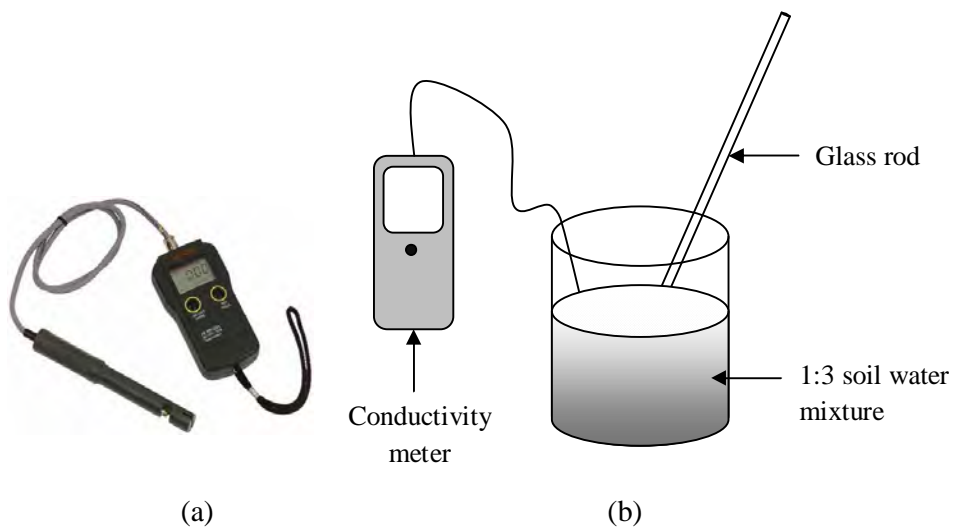 Glass rod
1:3 soil water
mixture
Conductivity
meter
(a)
(b)